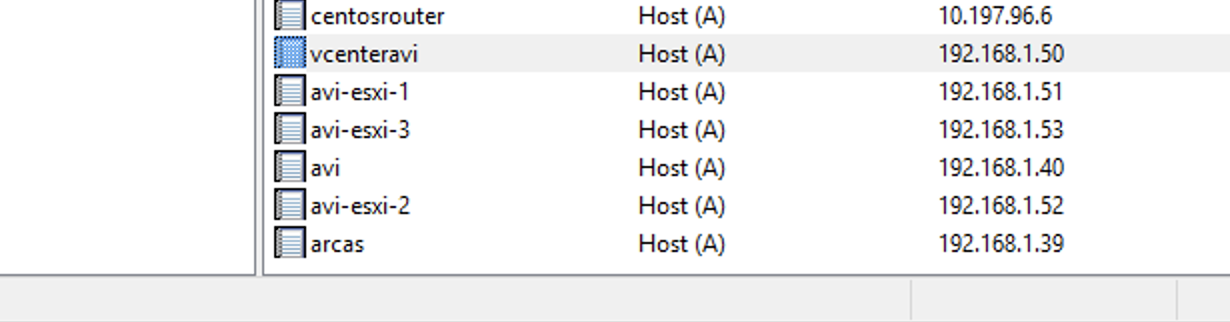 centosrouter Host (A) 10.197.96.6
vcenteravi Host (A) 192.168.1.50
avi-esxi-1 Host (A) 192.168.1.51
avi-esxi-3 Host (A) 192.168.1.53
avi Host (A) 192.168.1.40
avi-esxi-2 Host (A) 192.168.1.52
arcas Host (A) 192.168.1.39